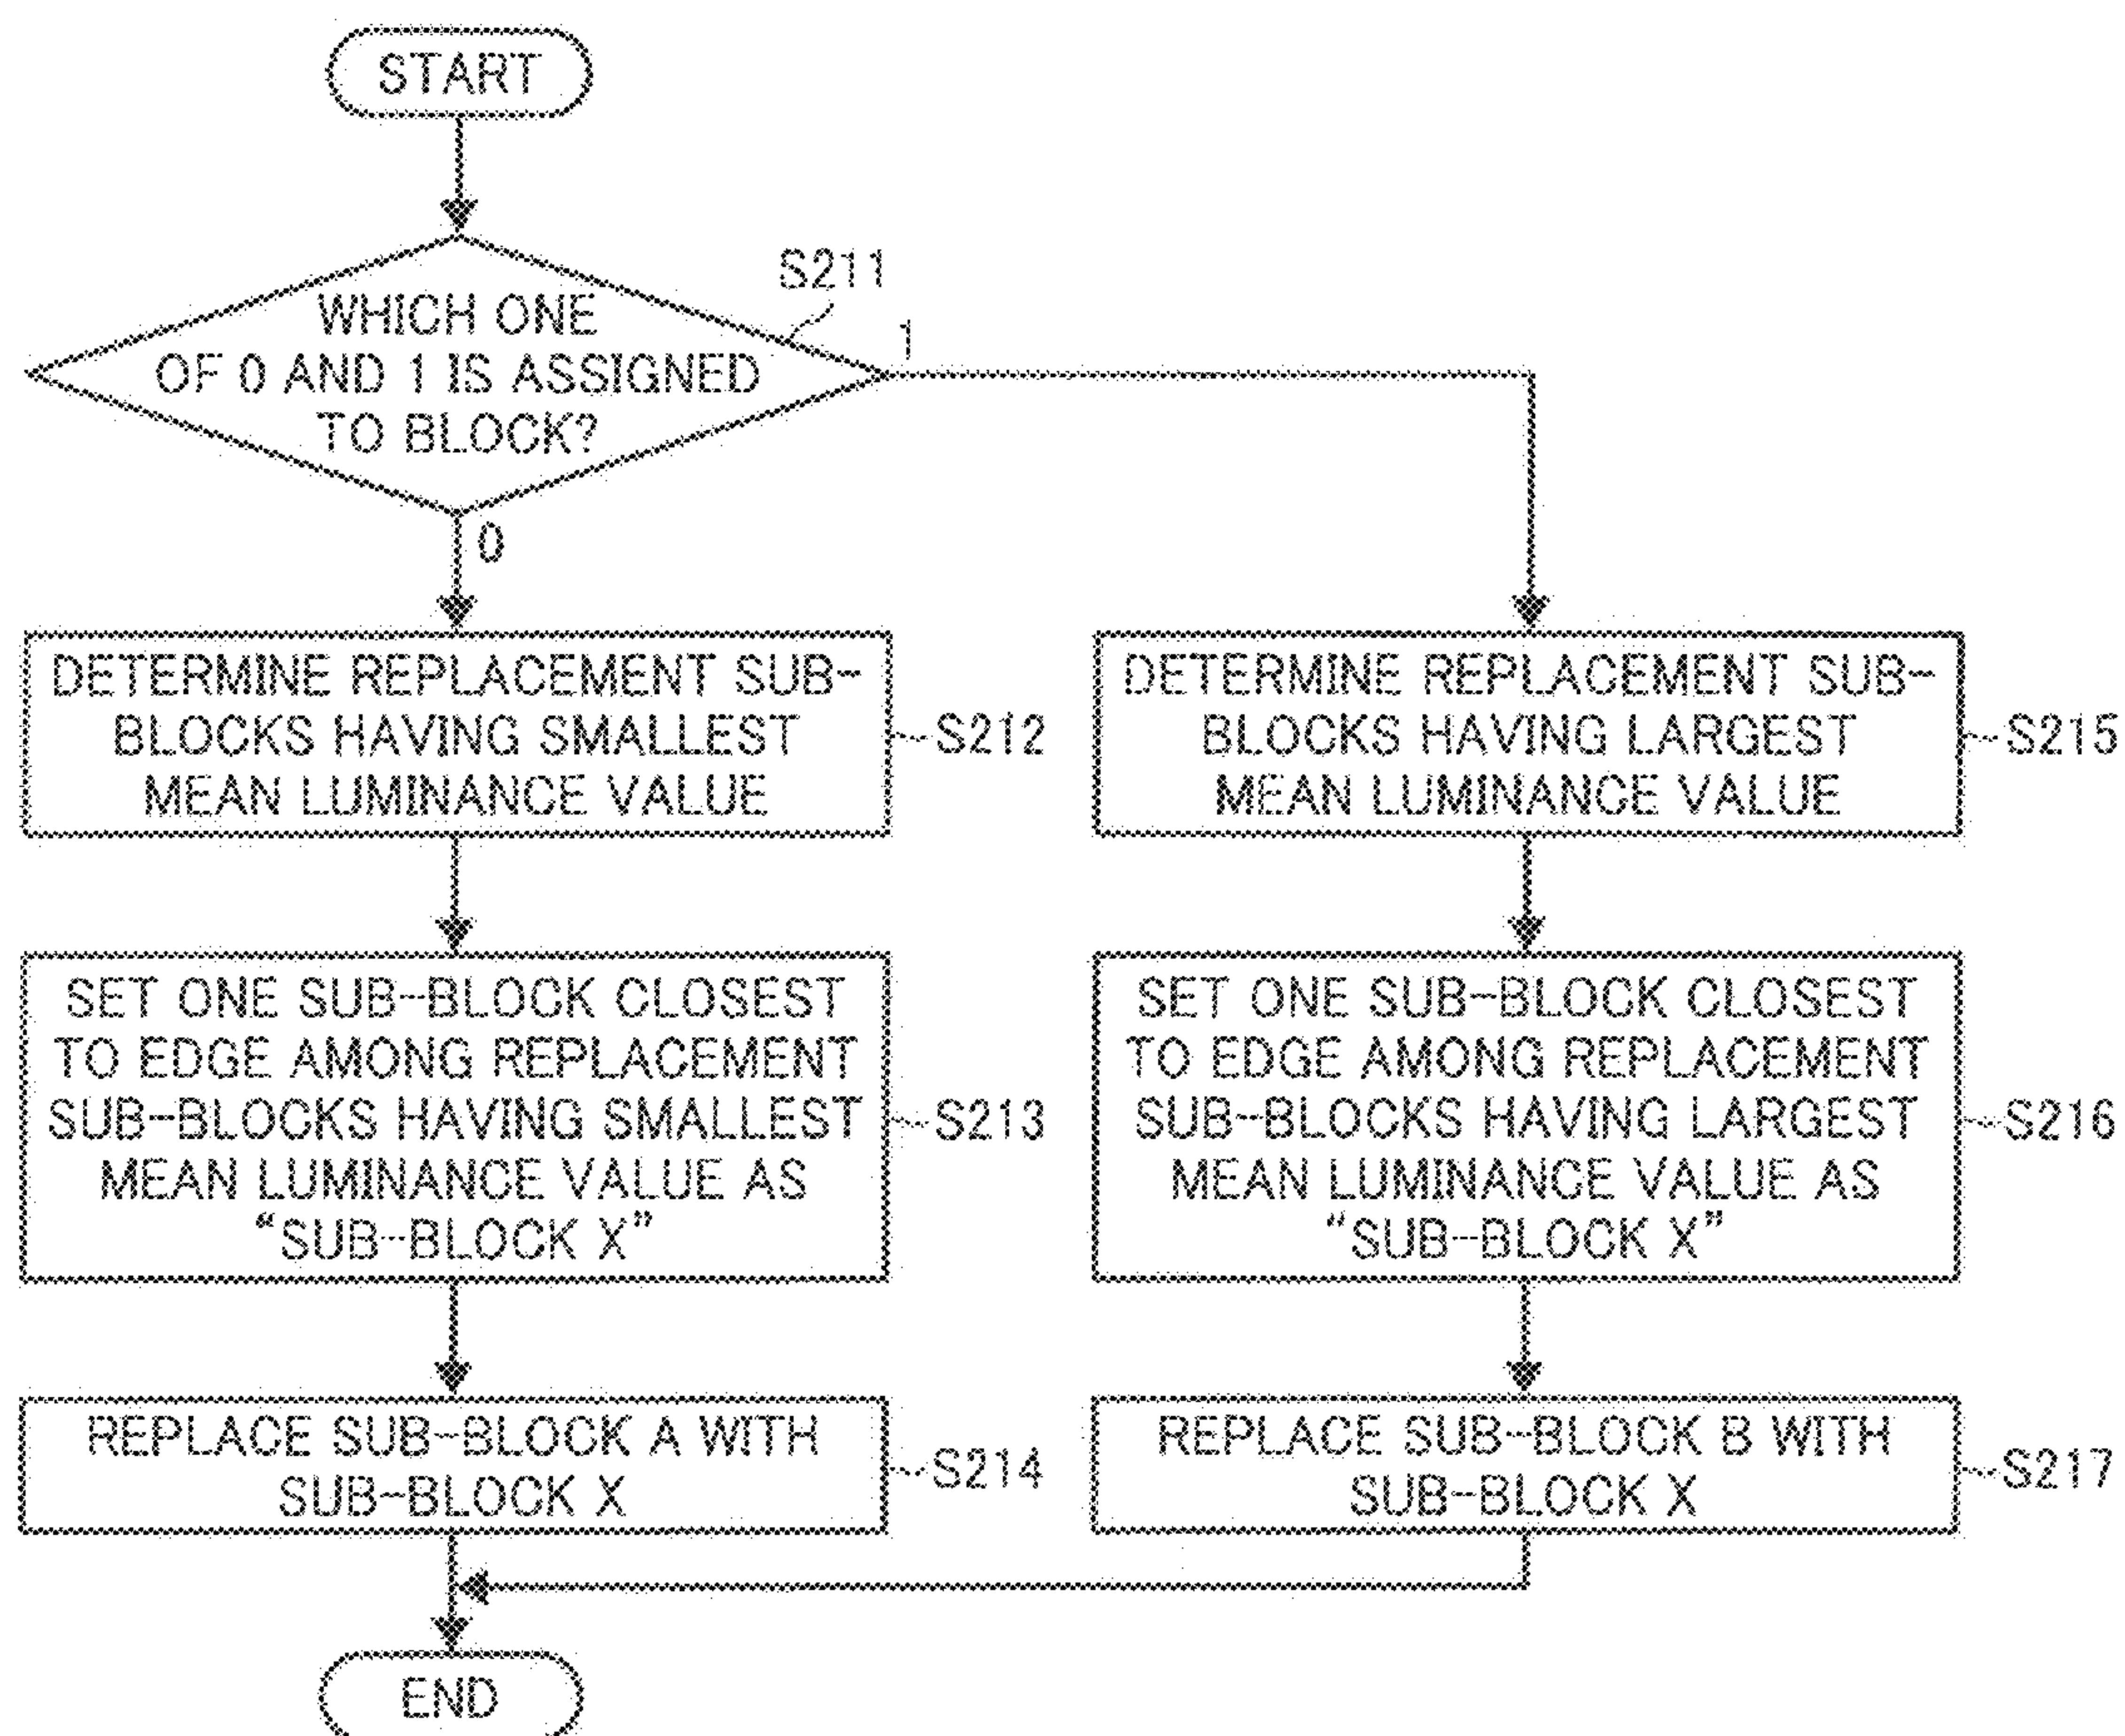 START
S211
WHICH ONE
OF 0 AND 1 IS ASSIGNED
TO BLOCK?
1
0
DETERMINE REPLACEMENT SUB-
BLOCKS HAVING SMALLEST
MEAN LUMINANCE VALUE
S212
SET ONE SUB-BLOCK CLOSEST
TO EDGE AMONG REPLACEMENT
SUB-BLOCKS HAVING SMALLEST
MEAN LUMINANCE VALUE AS
“SUB-BLOCK X”
S213
REPLACE SUB-BLOCK A WITH
SUB-BLOCK X
S214
DETERMINE REPLACEMENT SUB-
BLOCKS HAVING LARGEST
MEAN LUMINANCE VALUE
S215
SET ONE SUB-BLOCK CLOSEST
TO EDGE AMONG REPLACEMENT
SUB-BLOCKS HAVING LARGEST
MEAN LUMINANCE VALUE AS
“SUB-BLOCK X”
S216
REPLACE SUB-BLOCK B WITH
SUB-BLOCK X
S217
END